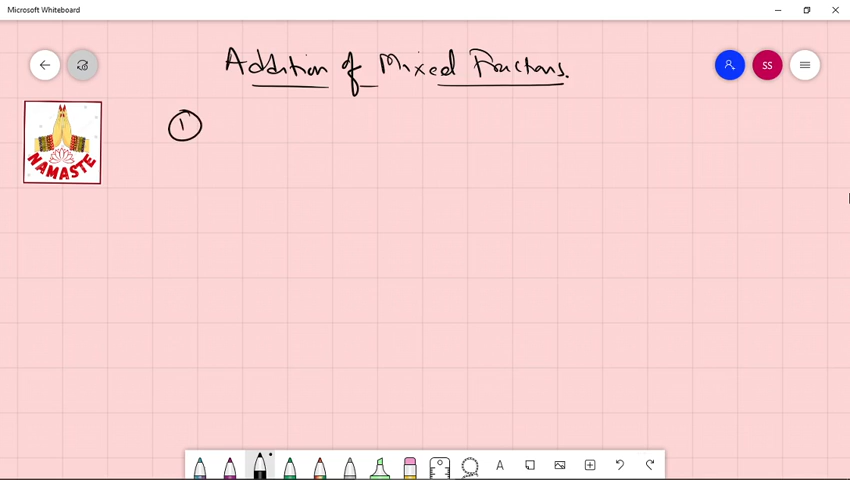 Microsoft Whiteboard
Addition of Mixed Fractions.
SS
NAMASTE
1
A